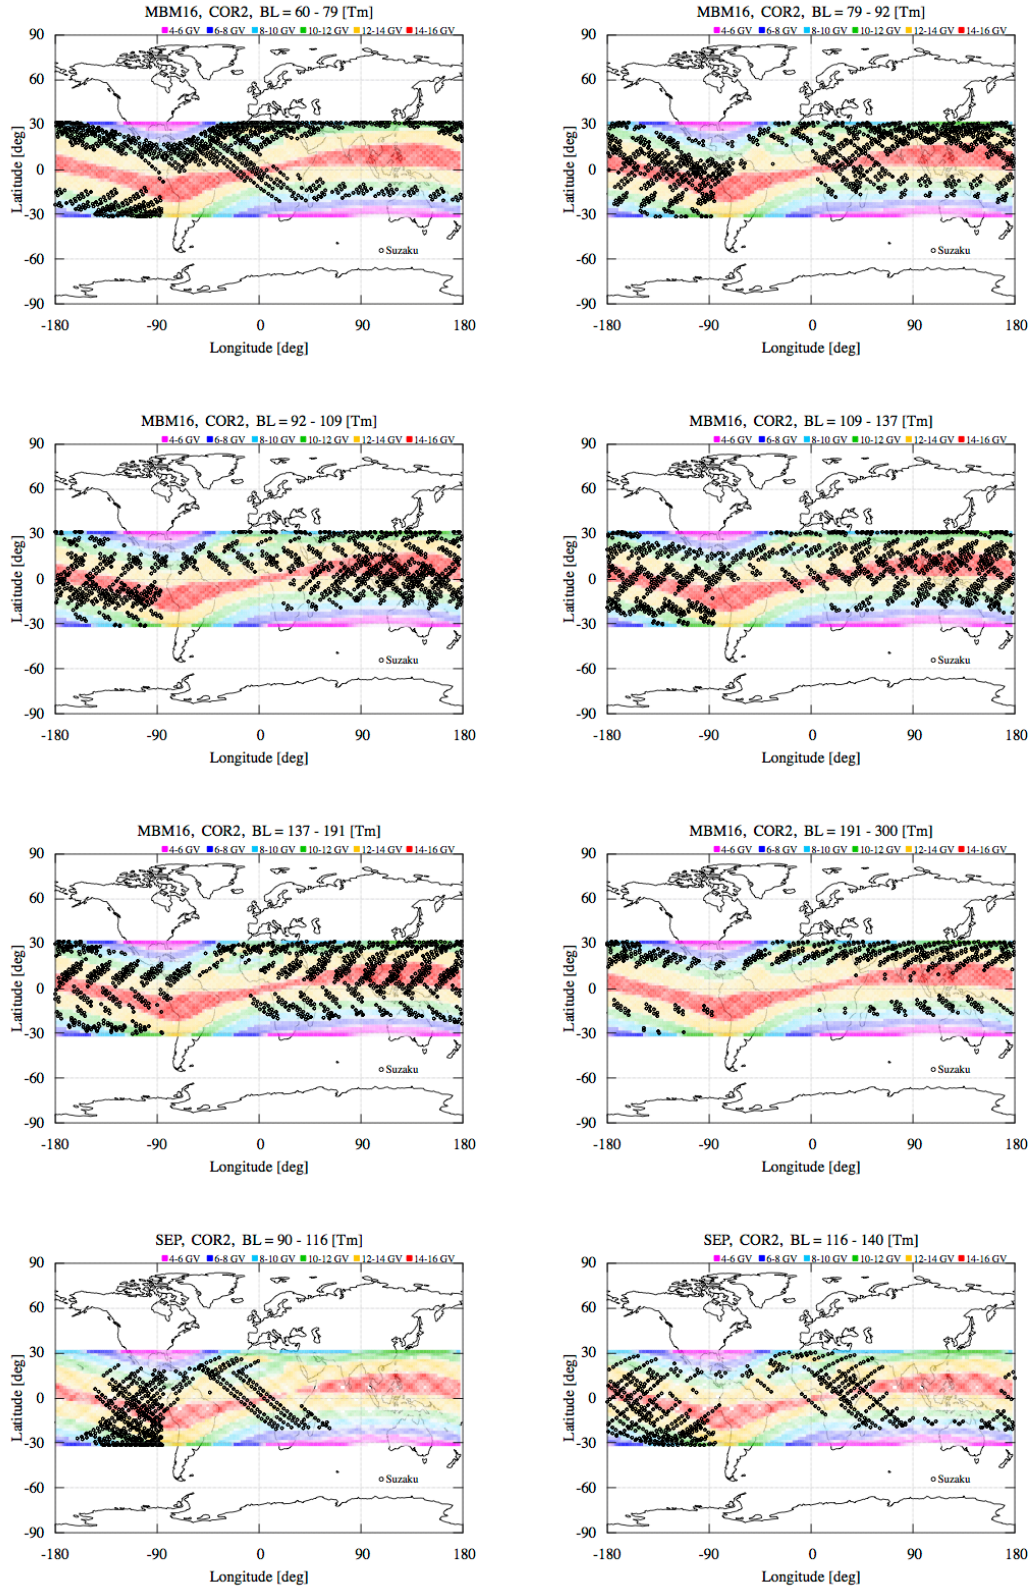 MBM16, COR2, BL = 60 - 79 [Tm]
4-6 GV 6-8 GV 8-10 GV 10-12 GV 12-14 GV 14-16 GV
90
60
30
0
-30
-60
-90
Latitude [deg]
Suzaku
-180 -90 0 90 180
Longitude [deg]
MBM16, COR2, BL = 79 - 92 [Tm]
4-6 GV 6-8 GV 8-10 GV 10-12 GV 12-14 GV 14-16 GV
90
60
30
0
-30
-60
-90
Latitude [deg]
Suzaku
-180 -90 0 90 180
Longitude [deg]
MBM16, COR2, BL = 92 - 109 [Tm]
4-6 GV 6-8 GV 8-10 GV 10-12 GV 12-14 GV 14-16 GV
90
60
30
0
-30
-60
-90
Latitude [deg]
Suzaku
-180 -90 0 90 180
Longitude [deg]
MBM16, COR2, BL = 109 - 137 [Tm]
4-6 GV 6-8 GV 8-10 GV 10-12 GV 12-14 GV 14-16 GV
90
60
30
0
-30
-60
-90
Latitude [deg]
Suzaku
-180 -90 0 90 180
Longitude [deg]
MBM16, COR2, BL = 137 - 191 [Tm]
4-6 GV 6-8 GV 8-10 GV 10-12 GV 12-14 GV 14-16 GV
90
60
30
0
-30
-60
-90
Latitude [deg]
Suzaku
-180 -90 0 90 180
Longitude [deg]
MBM16, COR2, BL = 191 - 300 [Tm]
4-6 GV 6-8 GV 8-10 GV 10-12 GV 12-14 GV 14-16 GV
90
60
30
0
-30
-60
-90
Latitude [deg]
Suzaku
-180 -90 0 90 180
Longitude [deg]
SEP, COR2, BL = 90 - 116 [Tm]
4-6 GV 6-8 GV 8-10 GV 10-12 GV 12-14 GV 14-16 GV
90
60
30
0
-30
-60
-90
Latitude [deg]
Suzaku
-180 -90 0 90 180
Longitude [deg]
SEP, COR2, BL = 116 - 140 [Tm]
4-6 GV 6-8 GV 8-10 GV 10-12 GV 12-14 GV 14-16 GV
90
60
30
0
-30
-60
-90
Latitude [deg]
Suzaku
-180 -90 0 90 180
Longitude [deg]